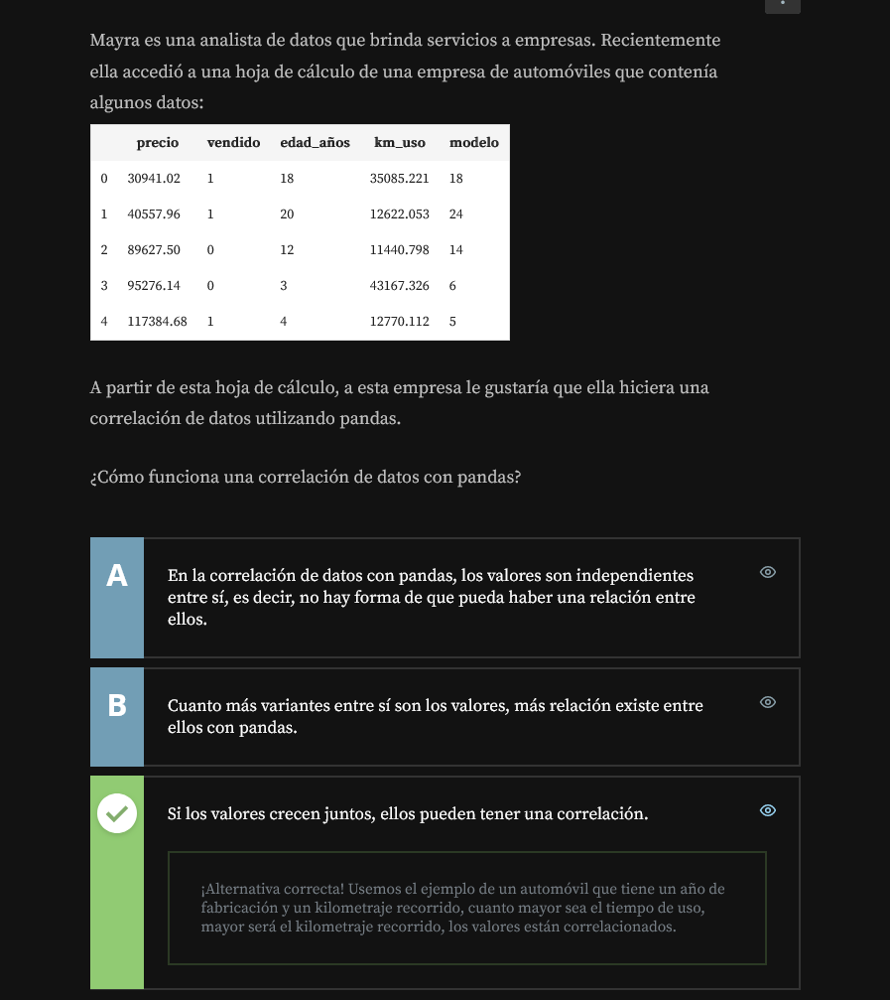 Mayra es una analista de datos que brinda servicios a empresas. Recientemente
ella accedió a una hoja de cálculo de una empresa de automóviles que contenía
algunos datos:
precio vendido edad_años km_uso modelo
0 30941.02 1 18 35085.221 18
1 40557.96 1 20 12622.053 24
2 89627.50 0 12 11440.798 14
3 95276.14 0 3 43167.326 6
4 117384.68 1 4 12770.112 5
A partir de esta hoja de cálculo, a esta empresa le gustaría que ella hiciera una
correlación de datos utilizando pandas.
¿Cómo funciona una correlación de datos con pandas?
A
En la correlación de datos con pandas, los valores son independientes
entre sí, es decir, no hay forma de que pueda haber una relación entre
ellos.
B
Cuanto más variantes entre sí son los valores, más relación existe entre
ellos con pandas.
Si los valores crecen juntos, ellos pueden tener una correlación.
¡Alternativa correcta! Usemos el ejemplo de un automóvil que tiene un año de
fabricación y un kilometraje recorrido, cuanto mayor sea el tiempo de uso,
mayor será el kilometraje recorrido, los valores están correlacionados.